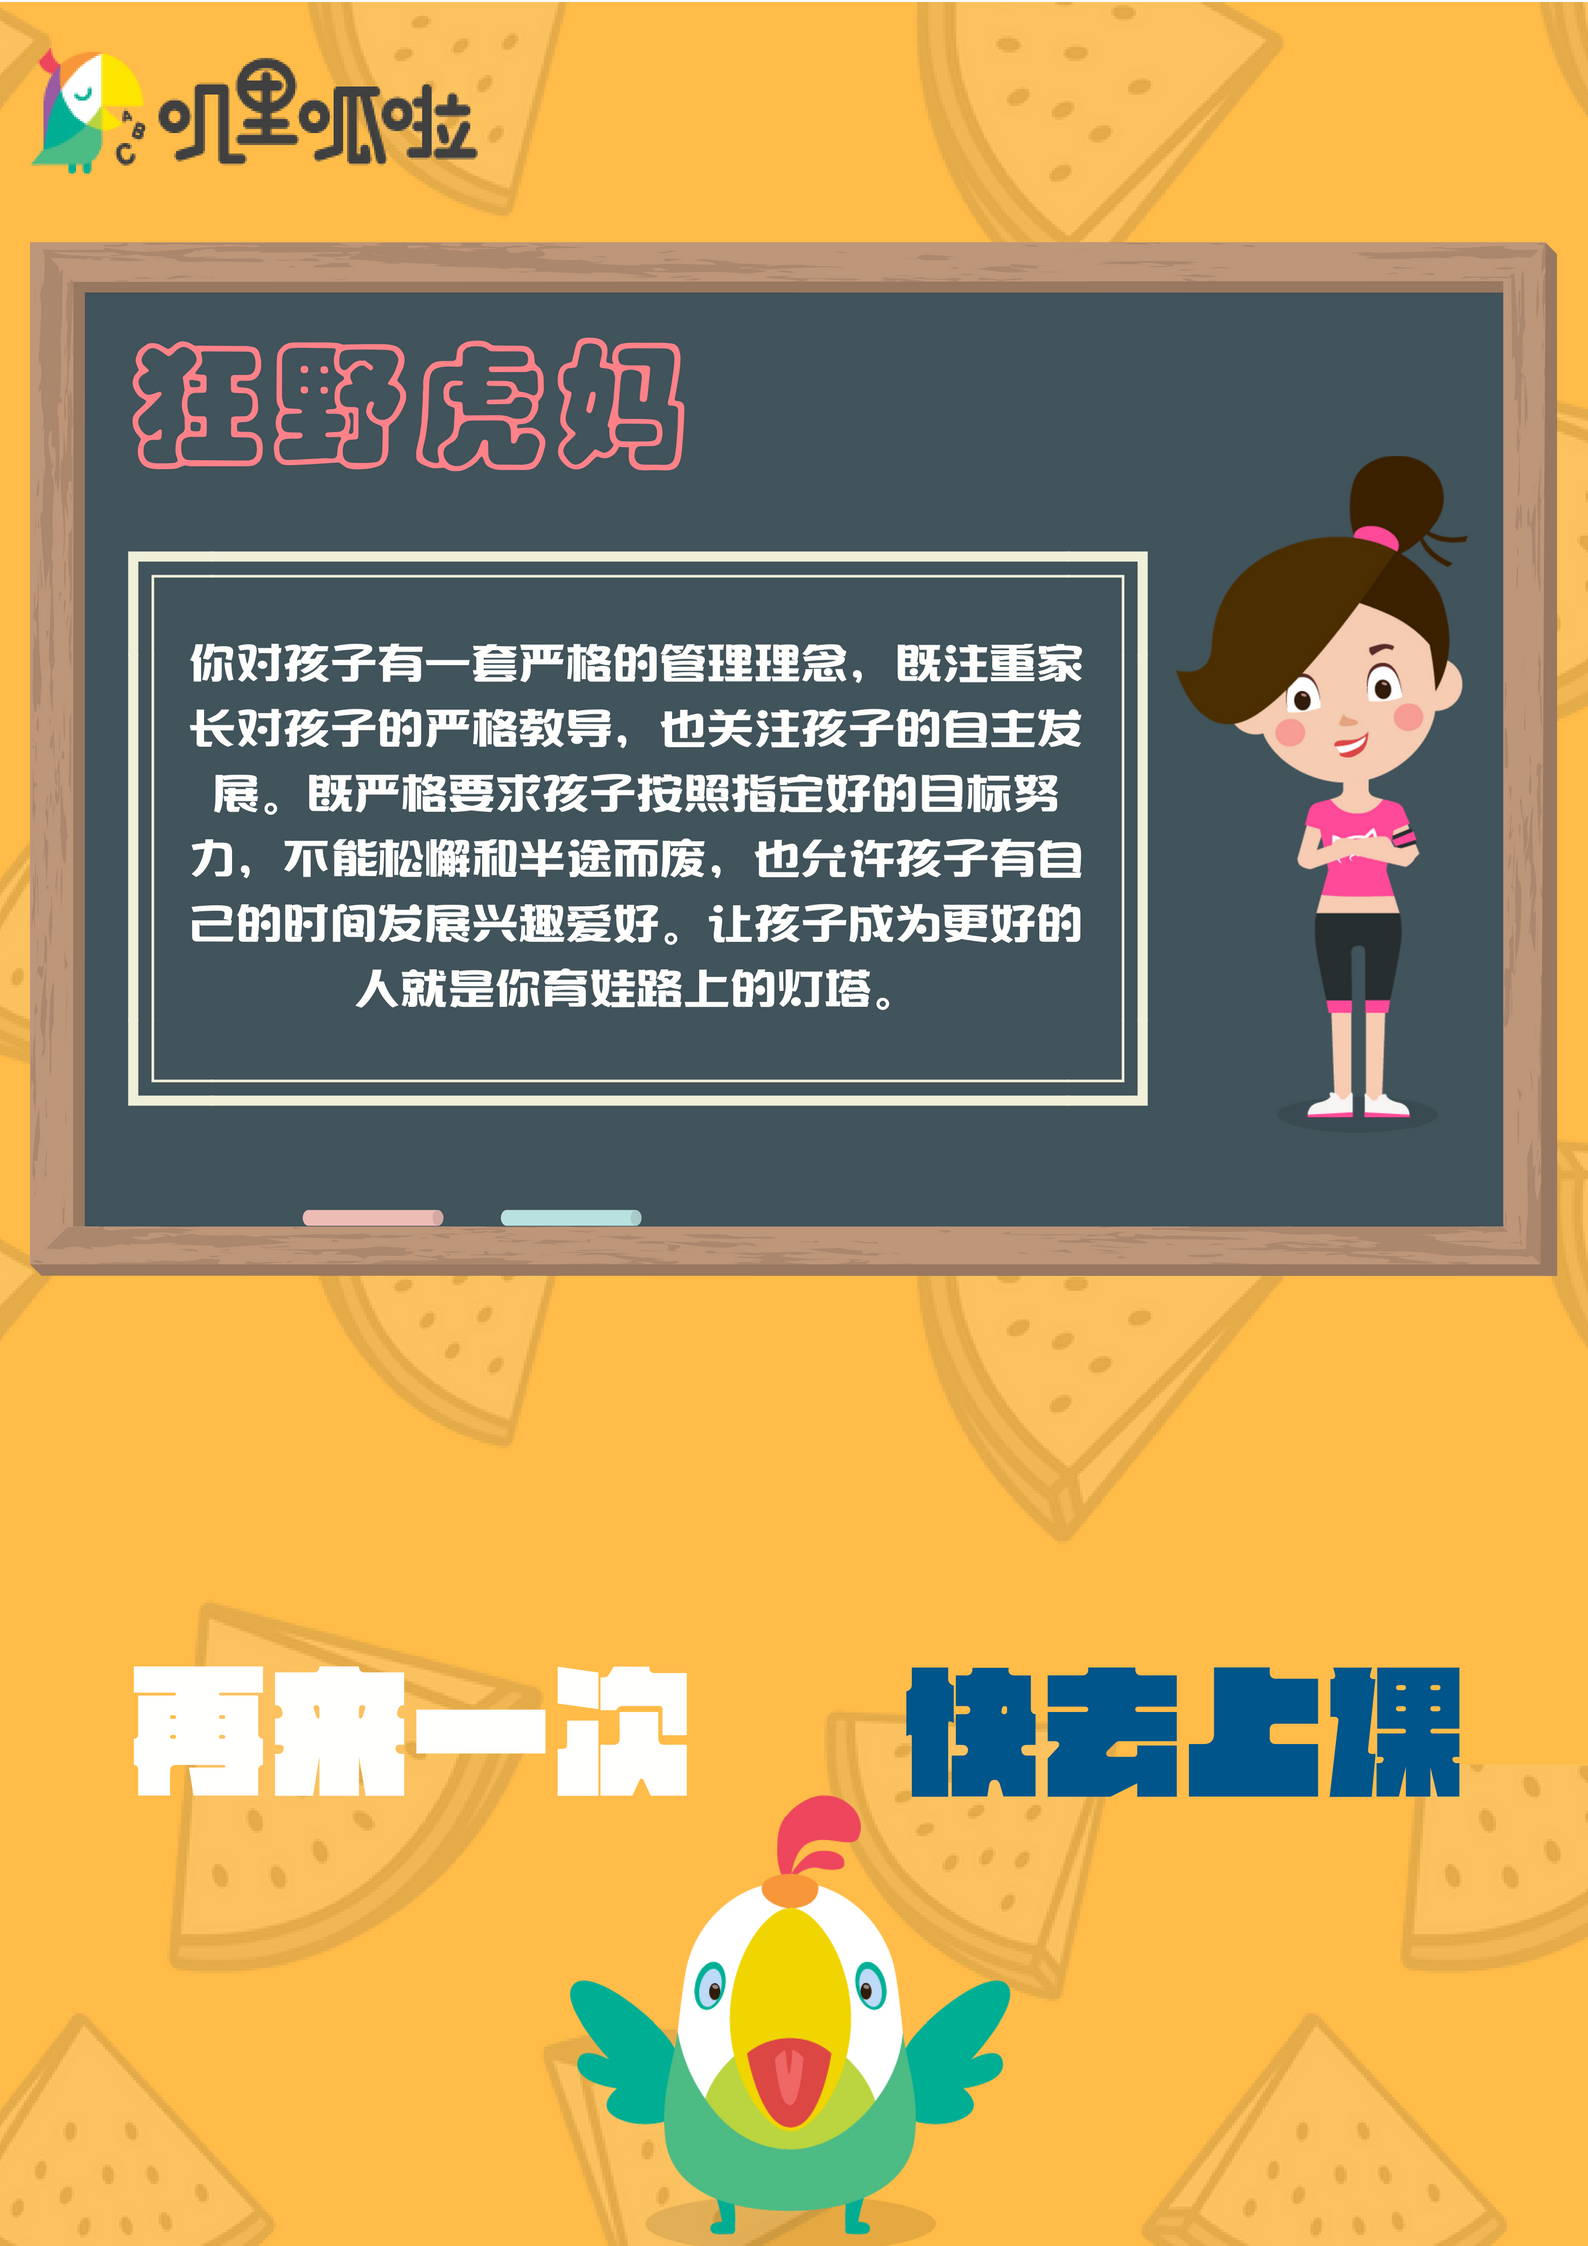 ABC
叽里呱啦
狂野虎妈
你对孩子有一套严格的管理理念，既注重家
长对孩子的严格教导，也关注孩子的自主发
展。既严格要求孩子按照指定好的目标努
力，不能松懈和半途而废，也允许孩子有自
己的时间发展兴趣爱好。让孩子成为更好的
人就是你育娃路上的灯塔。
再来一次
快去上课